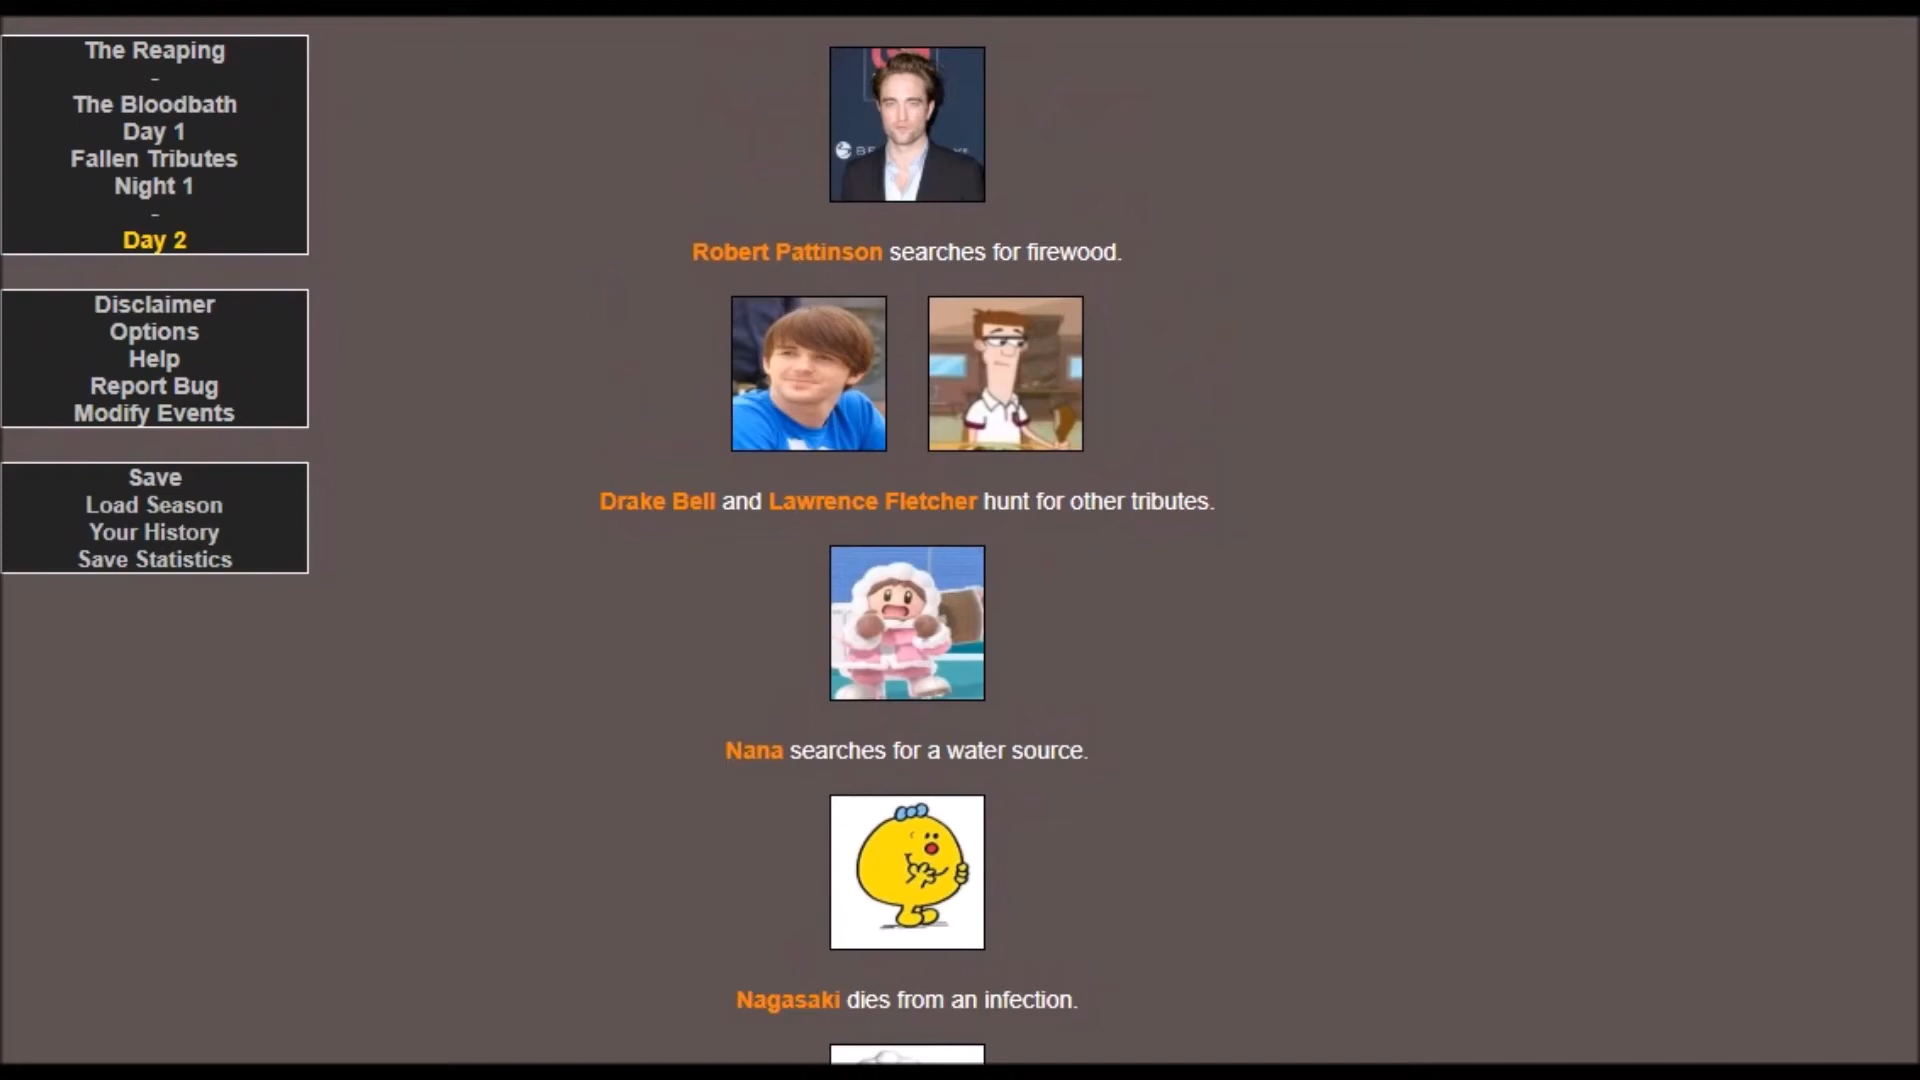 The Reaping
-
The Bloodbath
Day 1
Fallen Tributes
Night 1
-
Day 2
Disclaimer
Options
Help
Report Bug
Modify Events
Save
Load Season
Your History
Save Statistics
Robert Pattinson searches for firewood.
Drake Bell and Lawrence Fletcher hunt for other tributes.
Nana searches for a water source.
Nagasaki dies from an infection.